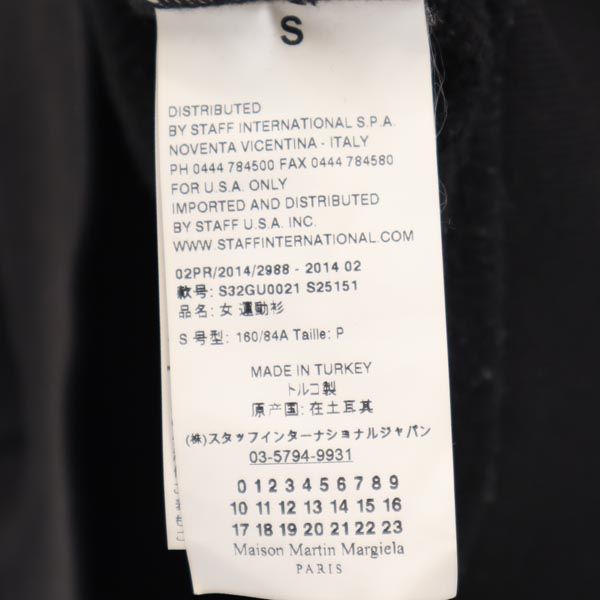 S
DISTRIBUTED
BY STAFF INTERNATIONAL S.P.A.
NOVENTA VICENTINA - ITALY
PH 0444 784500 FAX 0444 784580
FOR U.S.A. ONLY
IMPORTED AND DISTRIBUTED
BY STAFF U.S.A. INC.
WWW.STAFFINTERNATIONAL.COM
02PR/2014/2988 - 2014 02
款号: S32GU0021 S25151
品名: 女 運動衫
S 号型: 160/84A Taille: P
MADE IN TURKEY
トルコ製
原产国: 在土耳其
(株)スタッフインターナショナルジャパン
03-5794-9931
0 1 2 3 4 5 6 7 8 9
10 11 12 13 14 15 16
17 18 19 20 21 22 23
Maison Martin Margiela
PARIS